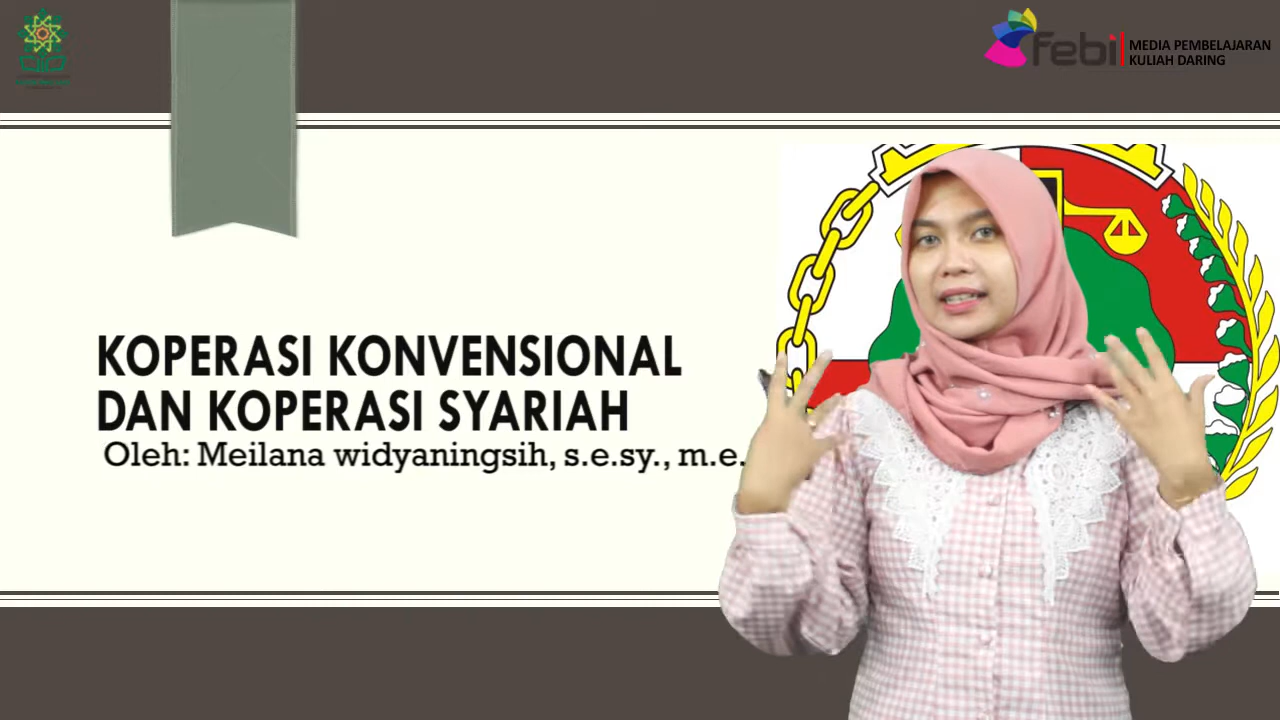 febi
MEDIA PEMBELAJARAN
KULIAH DARING
KOPERASI KONVENSIONAL
DAN KOPERASI SYARIAH
Oleh: Meilana widyaningsih, s.e.sy., m.e.